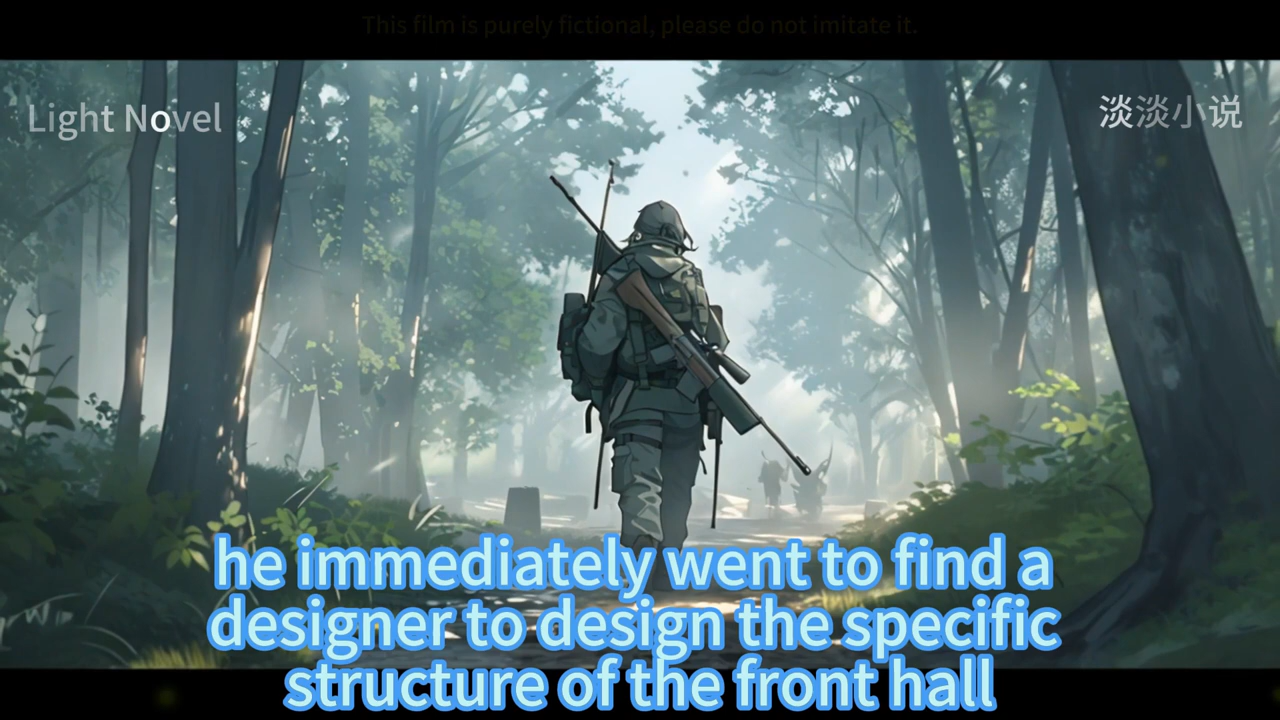 This film is purely fictional, please do not imitate it.
Light Novel
淡淡小说
he immediately went to find a
designer to design the specific
structure of the front hall